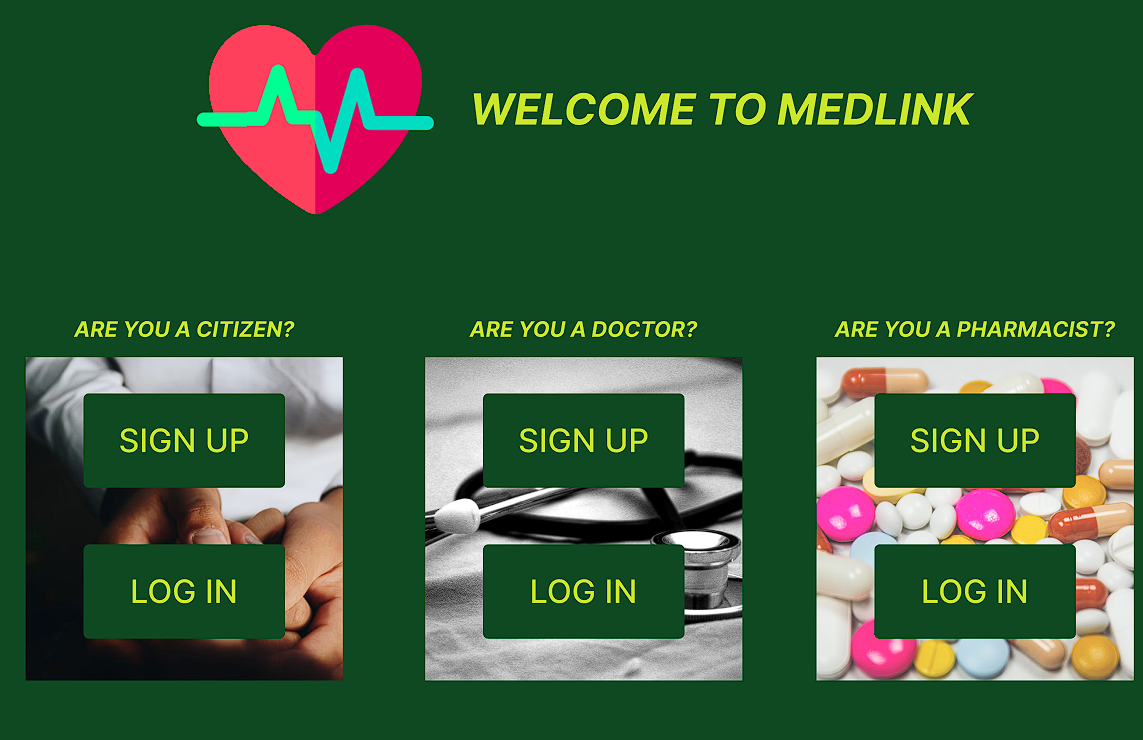 WELCOME TO MEDLINK
ARE YOU A CITIZEN?
ARE YOU A DOCTOR?
ARE YOU A PHARMACIST?
SIGN UP
SIGN UP
SIGN UP
LOG IN
LOG IN
LOG IN